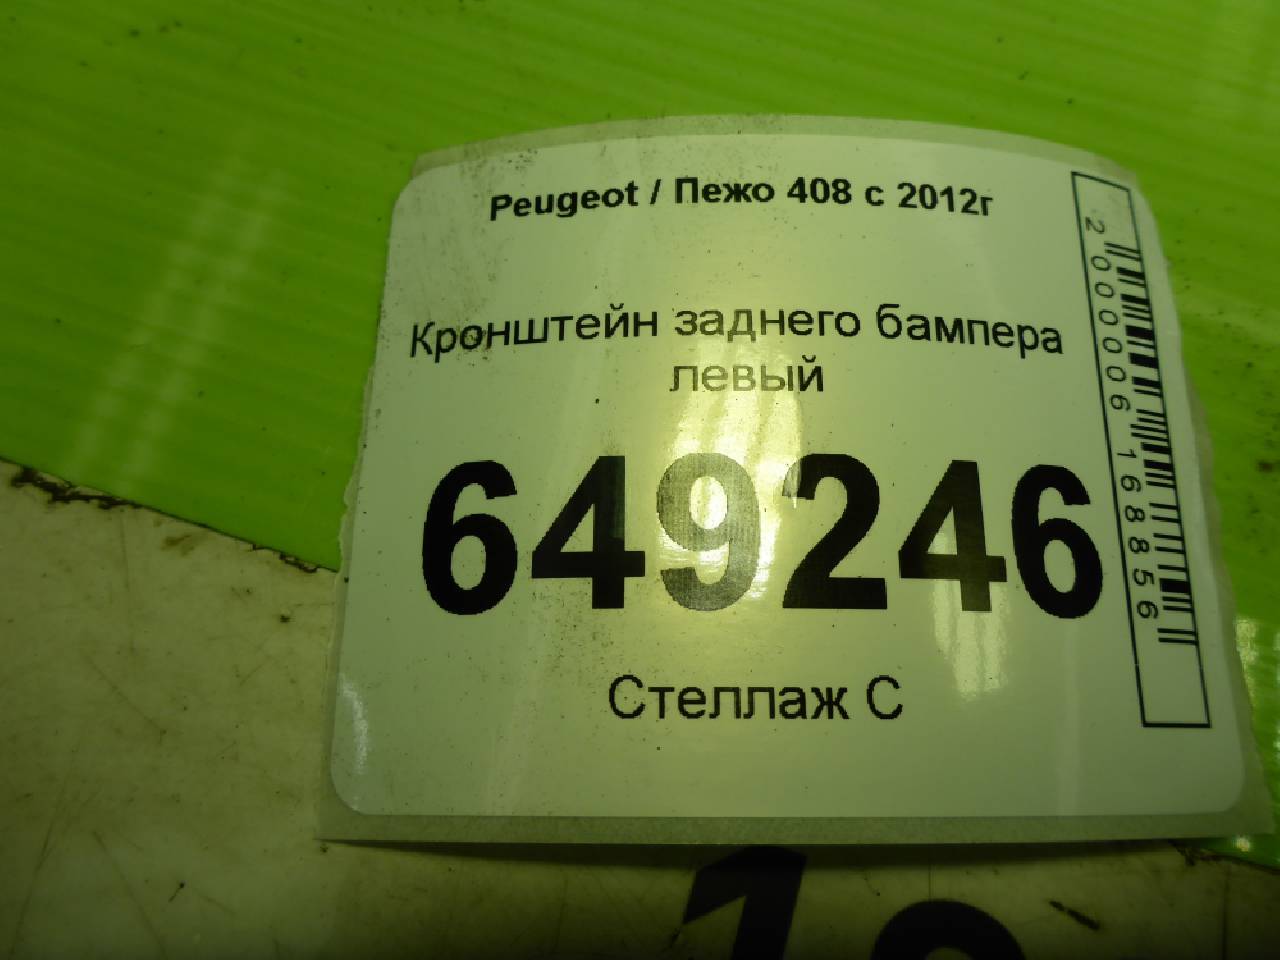 Peugeot / Пежо 408 с 2012г
Кронштейн заднего бампера
левый
649246
Стеллаж С
2000006168856